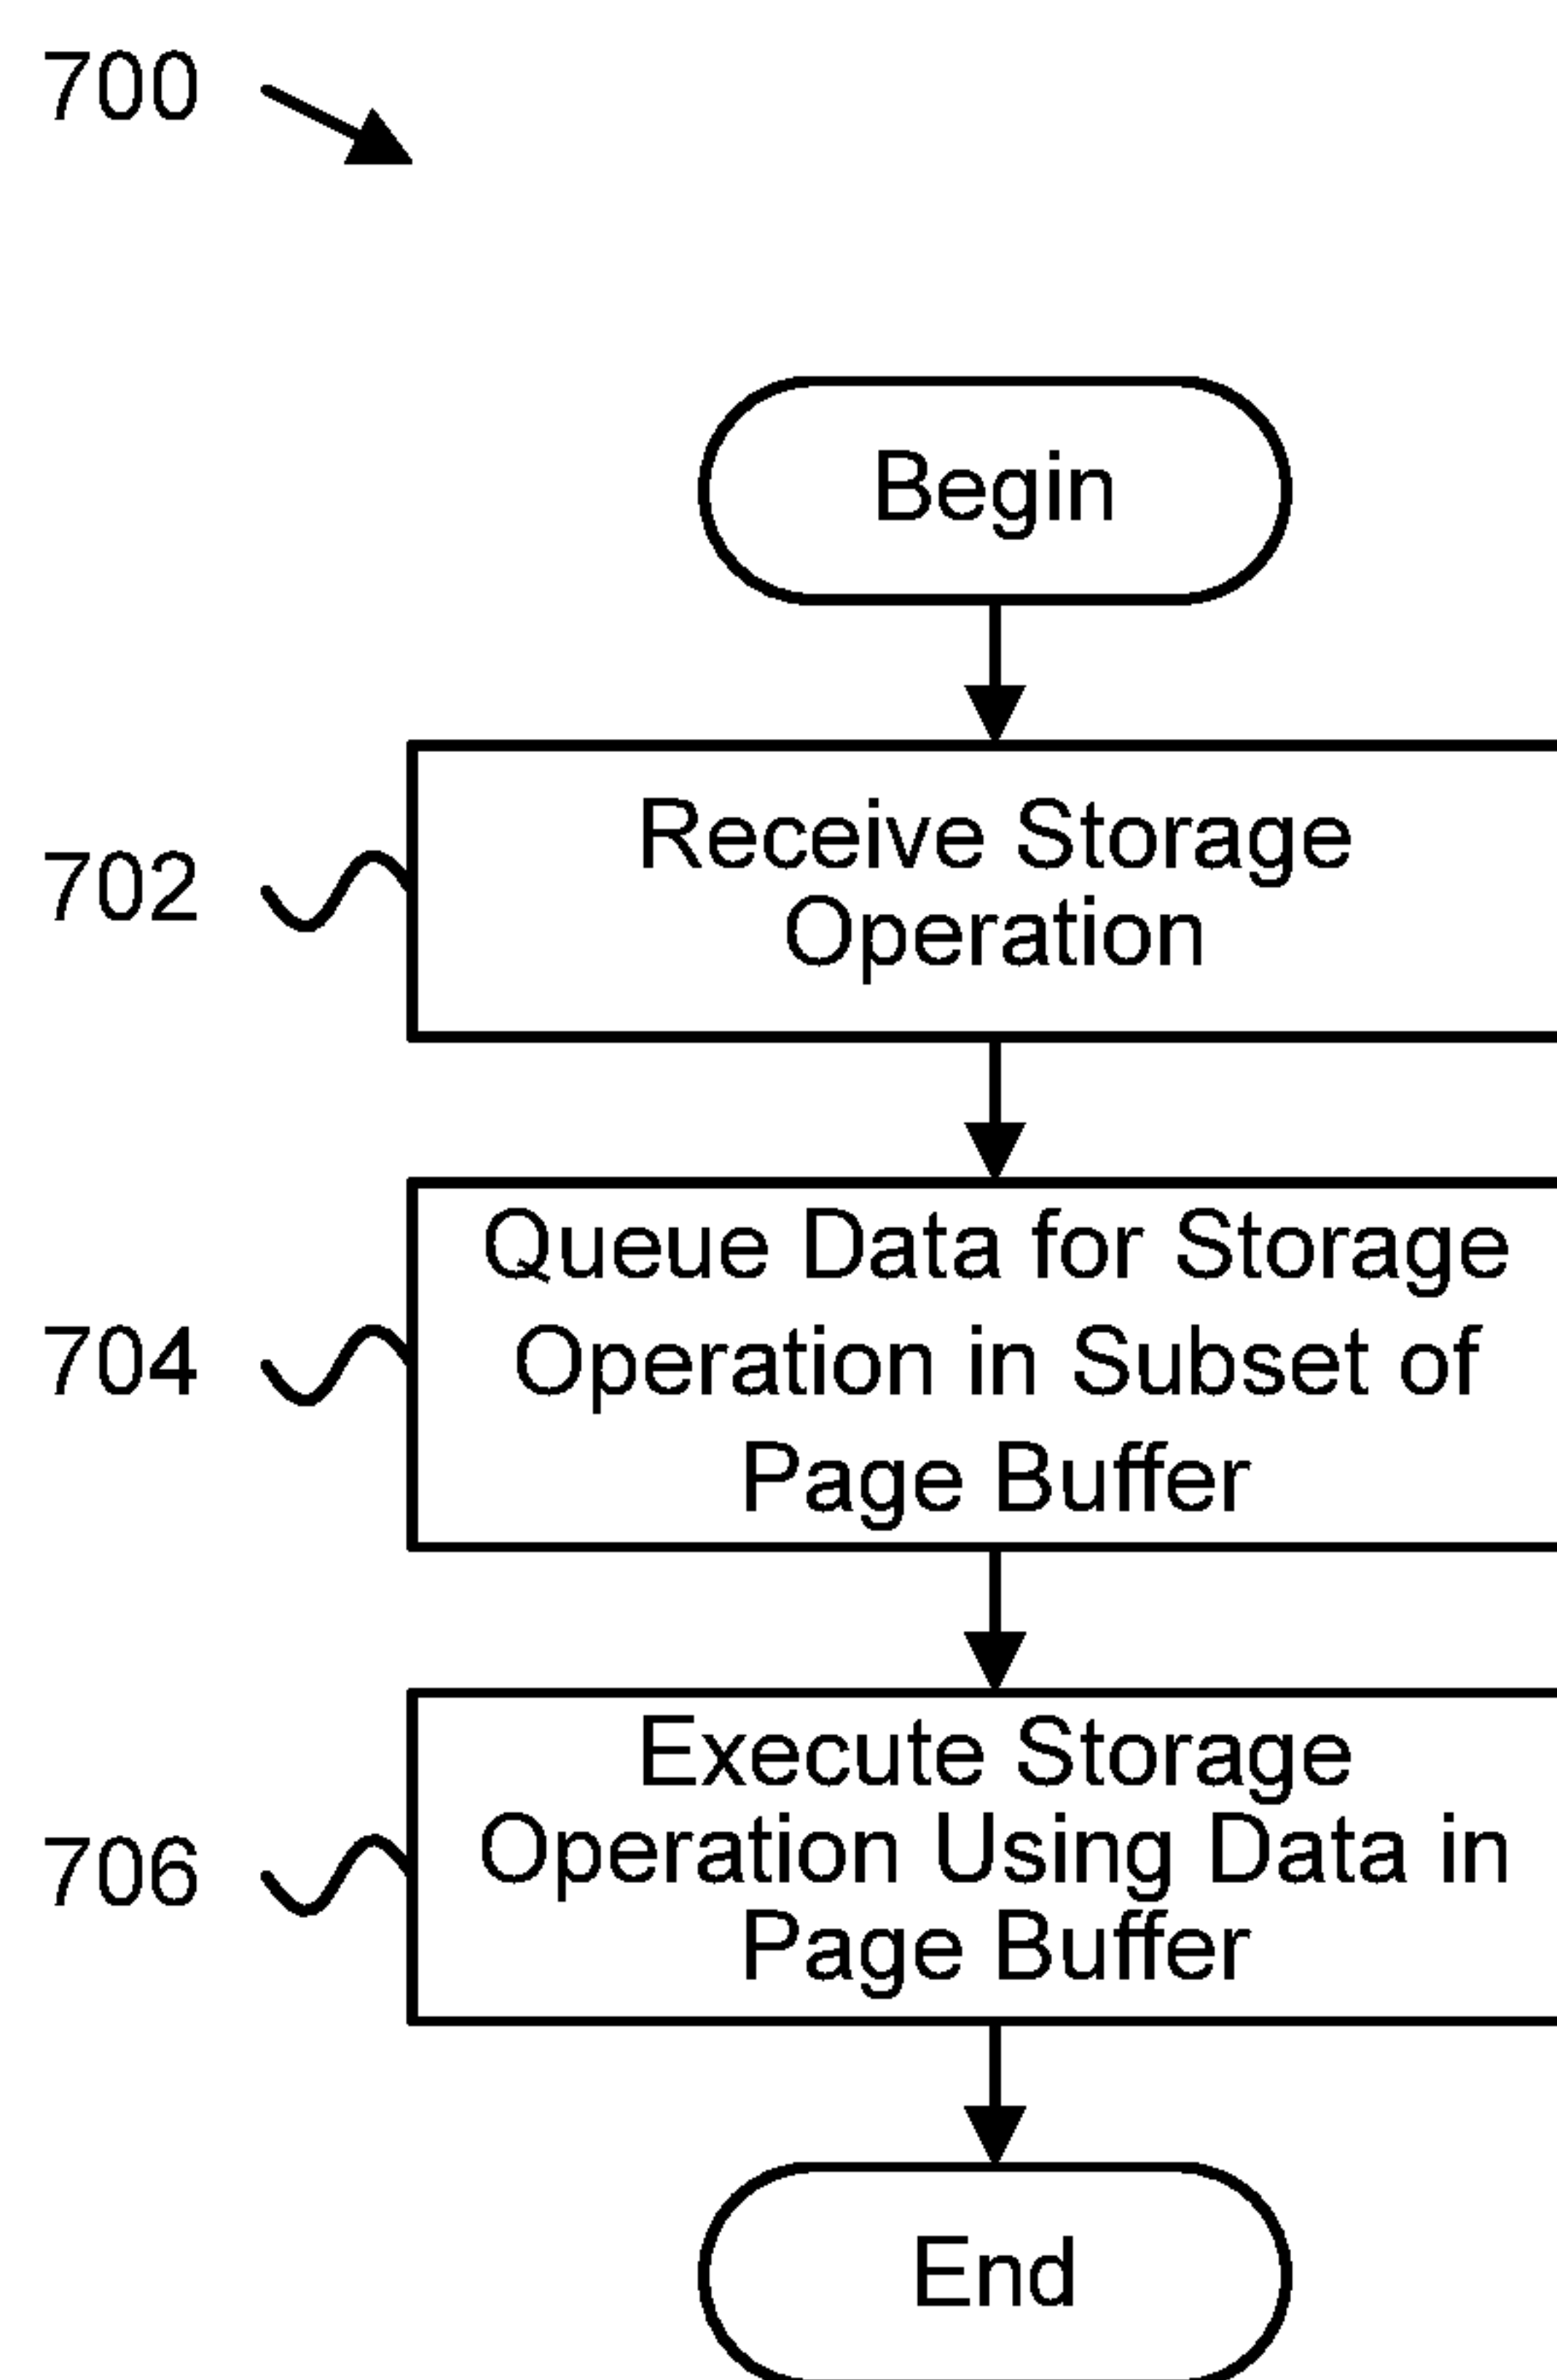 700
Begin
702
Receive Storage
Operation
704
Queue Data for Storage
Operation in Subset of
Page Buffer
706
Execute Storage
Operation Using Data in
Page Buffer
End